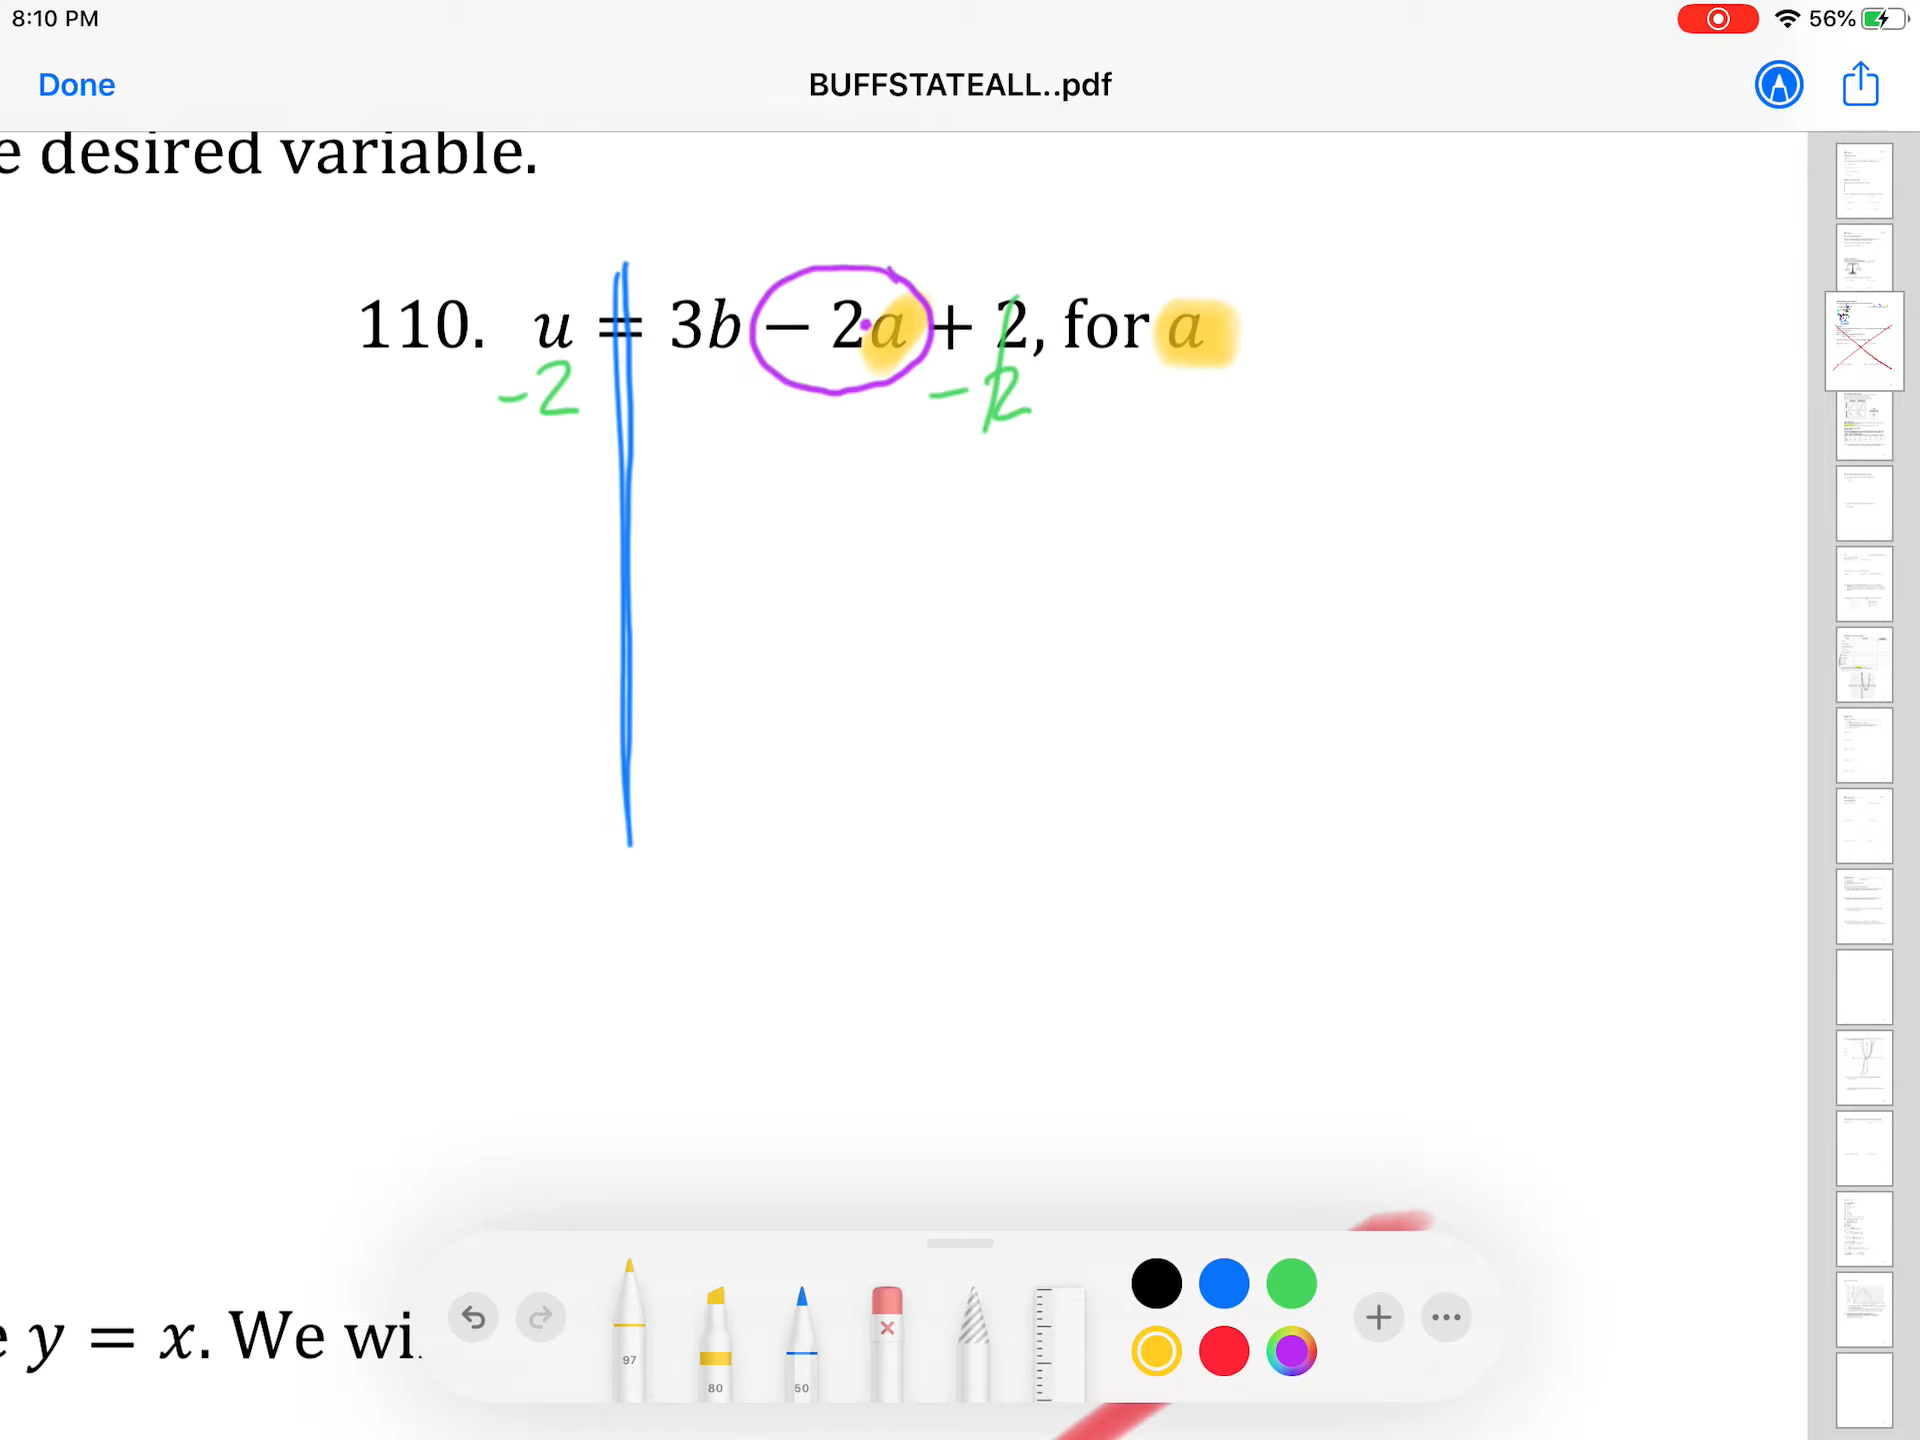 8:10 PM
56%
Done
BUFFSTATEALL..pdf
e desired variable.
110. u = 3b − 2a + 2, for a
-2 -2
y = x. We wi
97
80
50